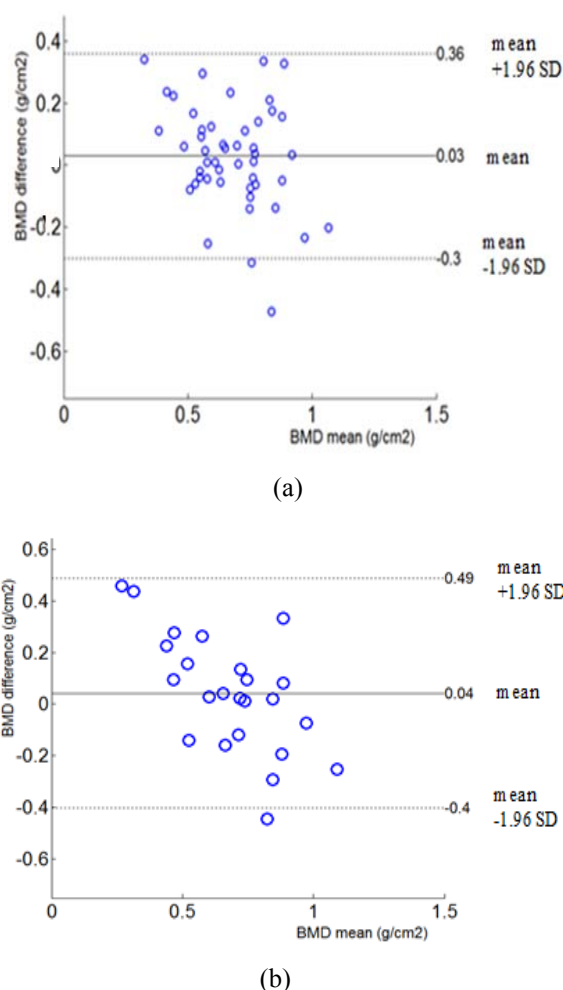 0.4
0.36
mean
+1.96 SD
0.2
BMD difference (g/cm2)
0.03
mean
-0.2
mean
-1.96 SD
-0.3
-0.4
-0.6
0
0.5
1
1.5
BMD mean (g/cm2)
(a)
0.6
mean
+1.96 SD
0.49
0.4
BMD difference (g/cm2)
0.2
0.04
mean
0
-0.2
mean
-1.96 SD
-0.4
-0.4
-0.6
0
0.5
1
1.5
BMD mean (g/cm2)
(b)